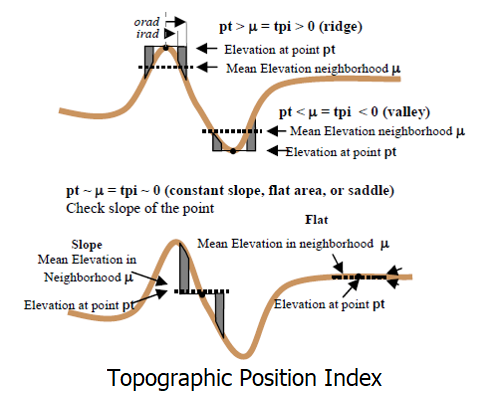 orad
irad
pt > μ = tpi > 0 (ridge)
Elevation at point pt
Mean Elevation neighborhood μ
pt < μ = tpi < 0 (valley)
Mean Elevation neighborhood μ
Elevation at point pt
pt ~ μ = tpi ~ 0 (constant slope, flat area, or saddle)
Check slope of the point
Flat
Slope
Mean Elevation in neighborhood μ
Mean Elevation in
Neighborhood μ
Elevation at point pt
Elevation at point pt
Topographic Position Index